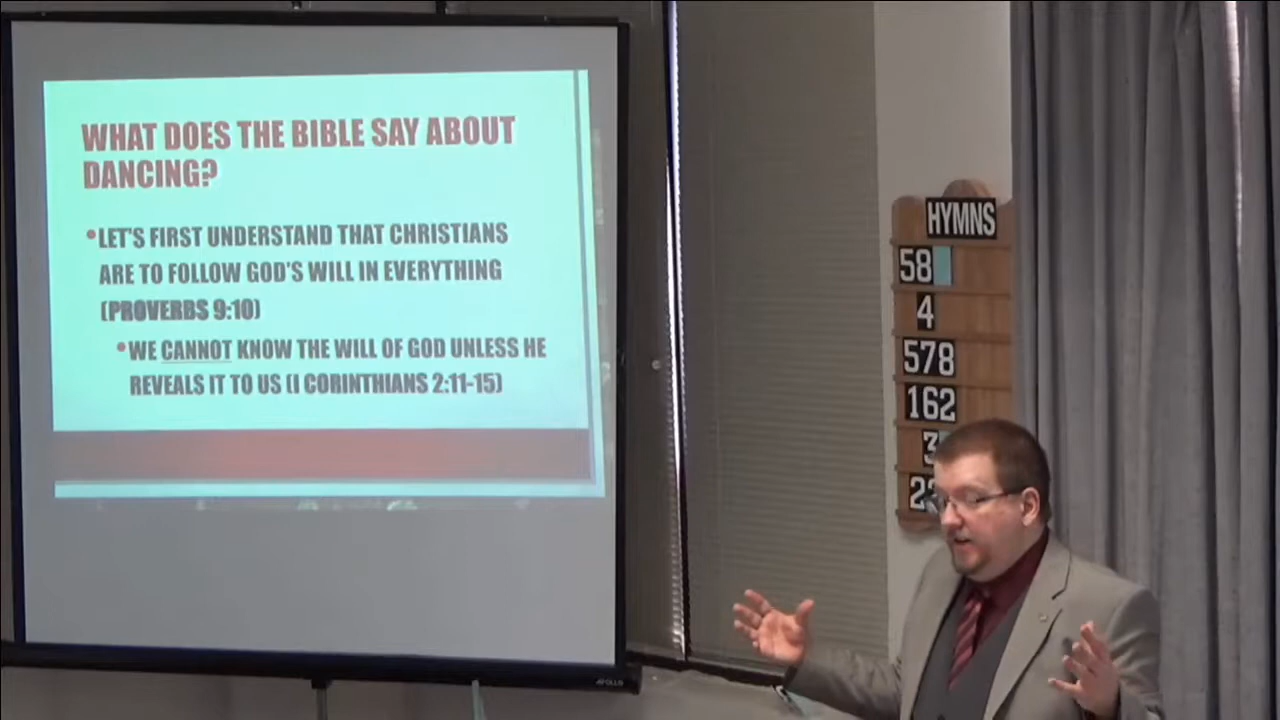 WHAT DOES THE BIBLE SAY ABOUT
DANCING?
•LET'S FIRST UNDERSTAND THAT CHRISTIANS
ARE TO FOLLOW GOD'S WILL IN EVERYTHING
(PROVERBS 9:10)
•WE CANNOT KNOW THE WILL OF GOD UNLESS HE
REVEALS IT TO US (I CORINTHIANS 2:11-15)
APOLLO
HYMNS
58
4
578
162